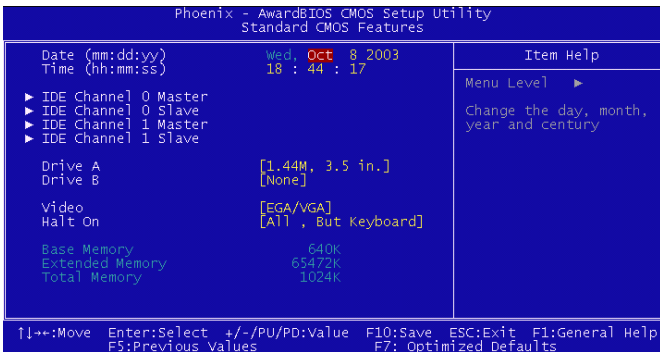 Phoenix - AwardBIOS CMOS Setup Utility
Standard CMOS Features
Date (mm:dd:yy) Wed, Oct 8 2003
Time (hh:mm:ss) 18 : 44 : 17
▶ IDE Channel 0 Master
▶ IDE Channel 0 Slave
▶ IDE Channel 1 Master
▶ IDE Channel 1 Slave
Drive A [1.44M, 3.5 in.]
Drive B [None]
Video [EGA/VGA]
Halt On [All , But Keyboard]
Base Memory 640K
Extended Memory 65472K
Total Memory 1024K
Item Help
Menu Level ▶
Change the day, month,
year and century
↑↓→←:Move Enter:Select +/-/PU/PD:Value F10:Save ESC:Exit F1:General Help
F5:Previous Values F7: Optimized Defaults